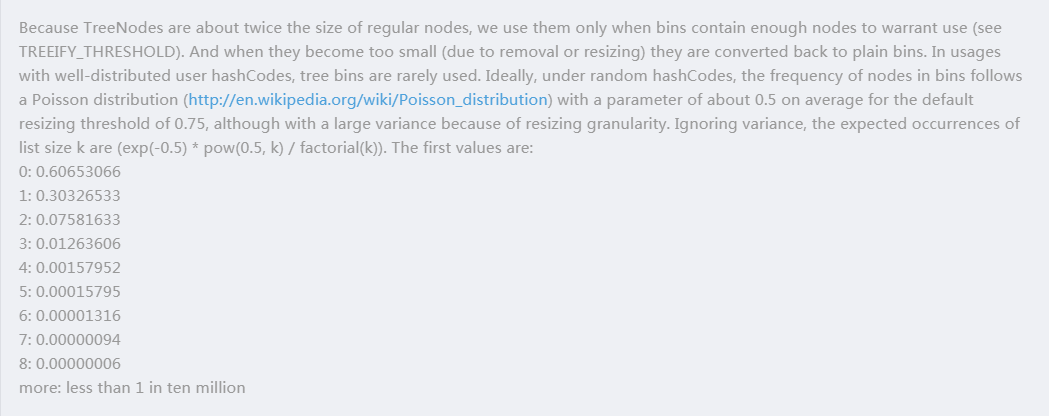 Because TreeNodes are about twice the size of regular nodes, we use them only when bins contain enough nodes to warrant use (see
TREEIFY_THRESHOLD). And when they become too small (due to removal or resizing) they are converted back to plain bins. In usages
with well-distributed user hashCodes, tree bins are rarely used. Ideally, under random hashCodes, the frequency of nodes in bins follows
a Poisson distribution (http://en.wikipedia.org/wiki/Poisson_distribution) with a parameter of about 0.5 on average for the default
resizing threshold of 0.75, although with a large variance because of resizing granularity. Ignoring variance, the expected occurrences of
list size k are (exp(-0.5) * pow(0.5, k) / factorial(k)). The first values are:
0: 0.60653066
1: 0.30326533
2: 0.07581633
3: 0.01263606
4: 0.00157952
5: 0.00015795
6: 0.00001316
7: 0.00000094
8: 0.00000006
more: less than 1 in ten million